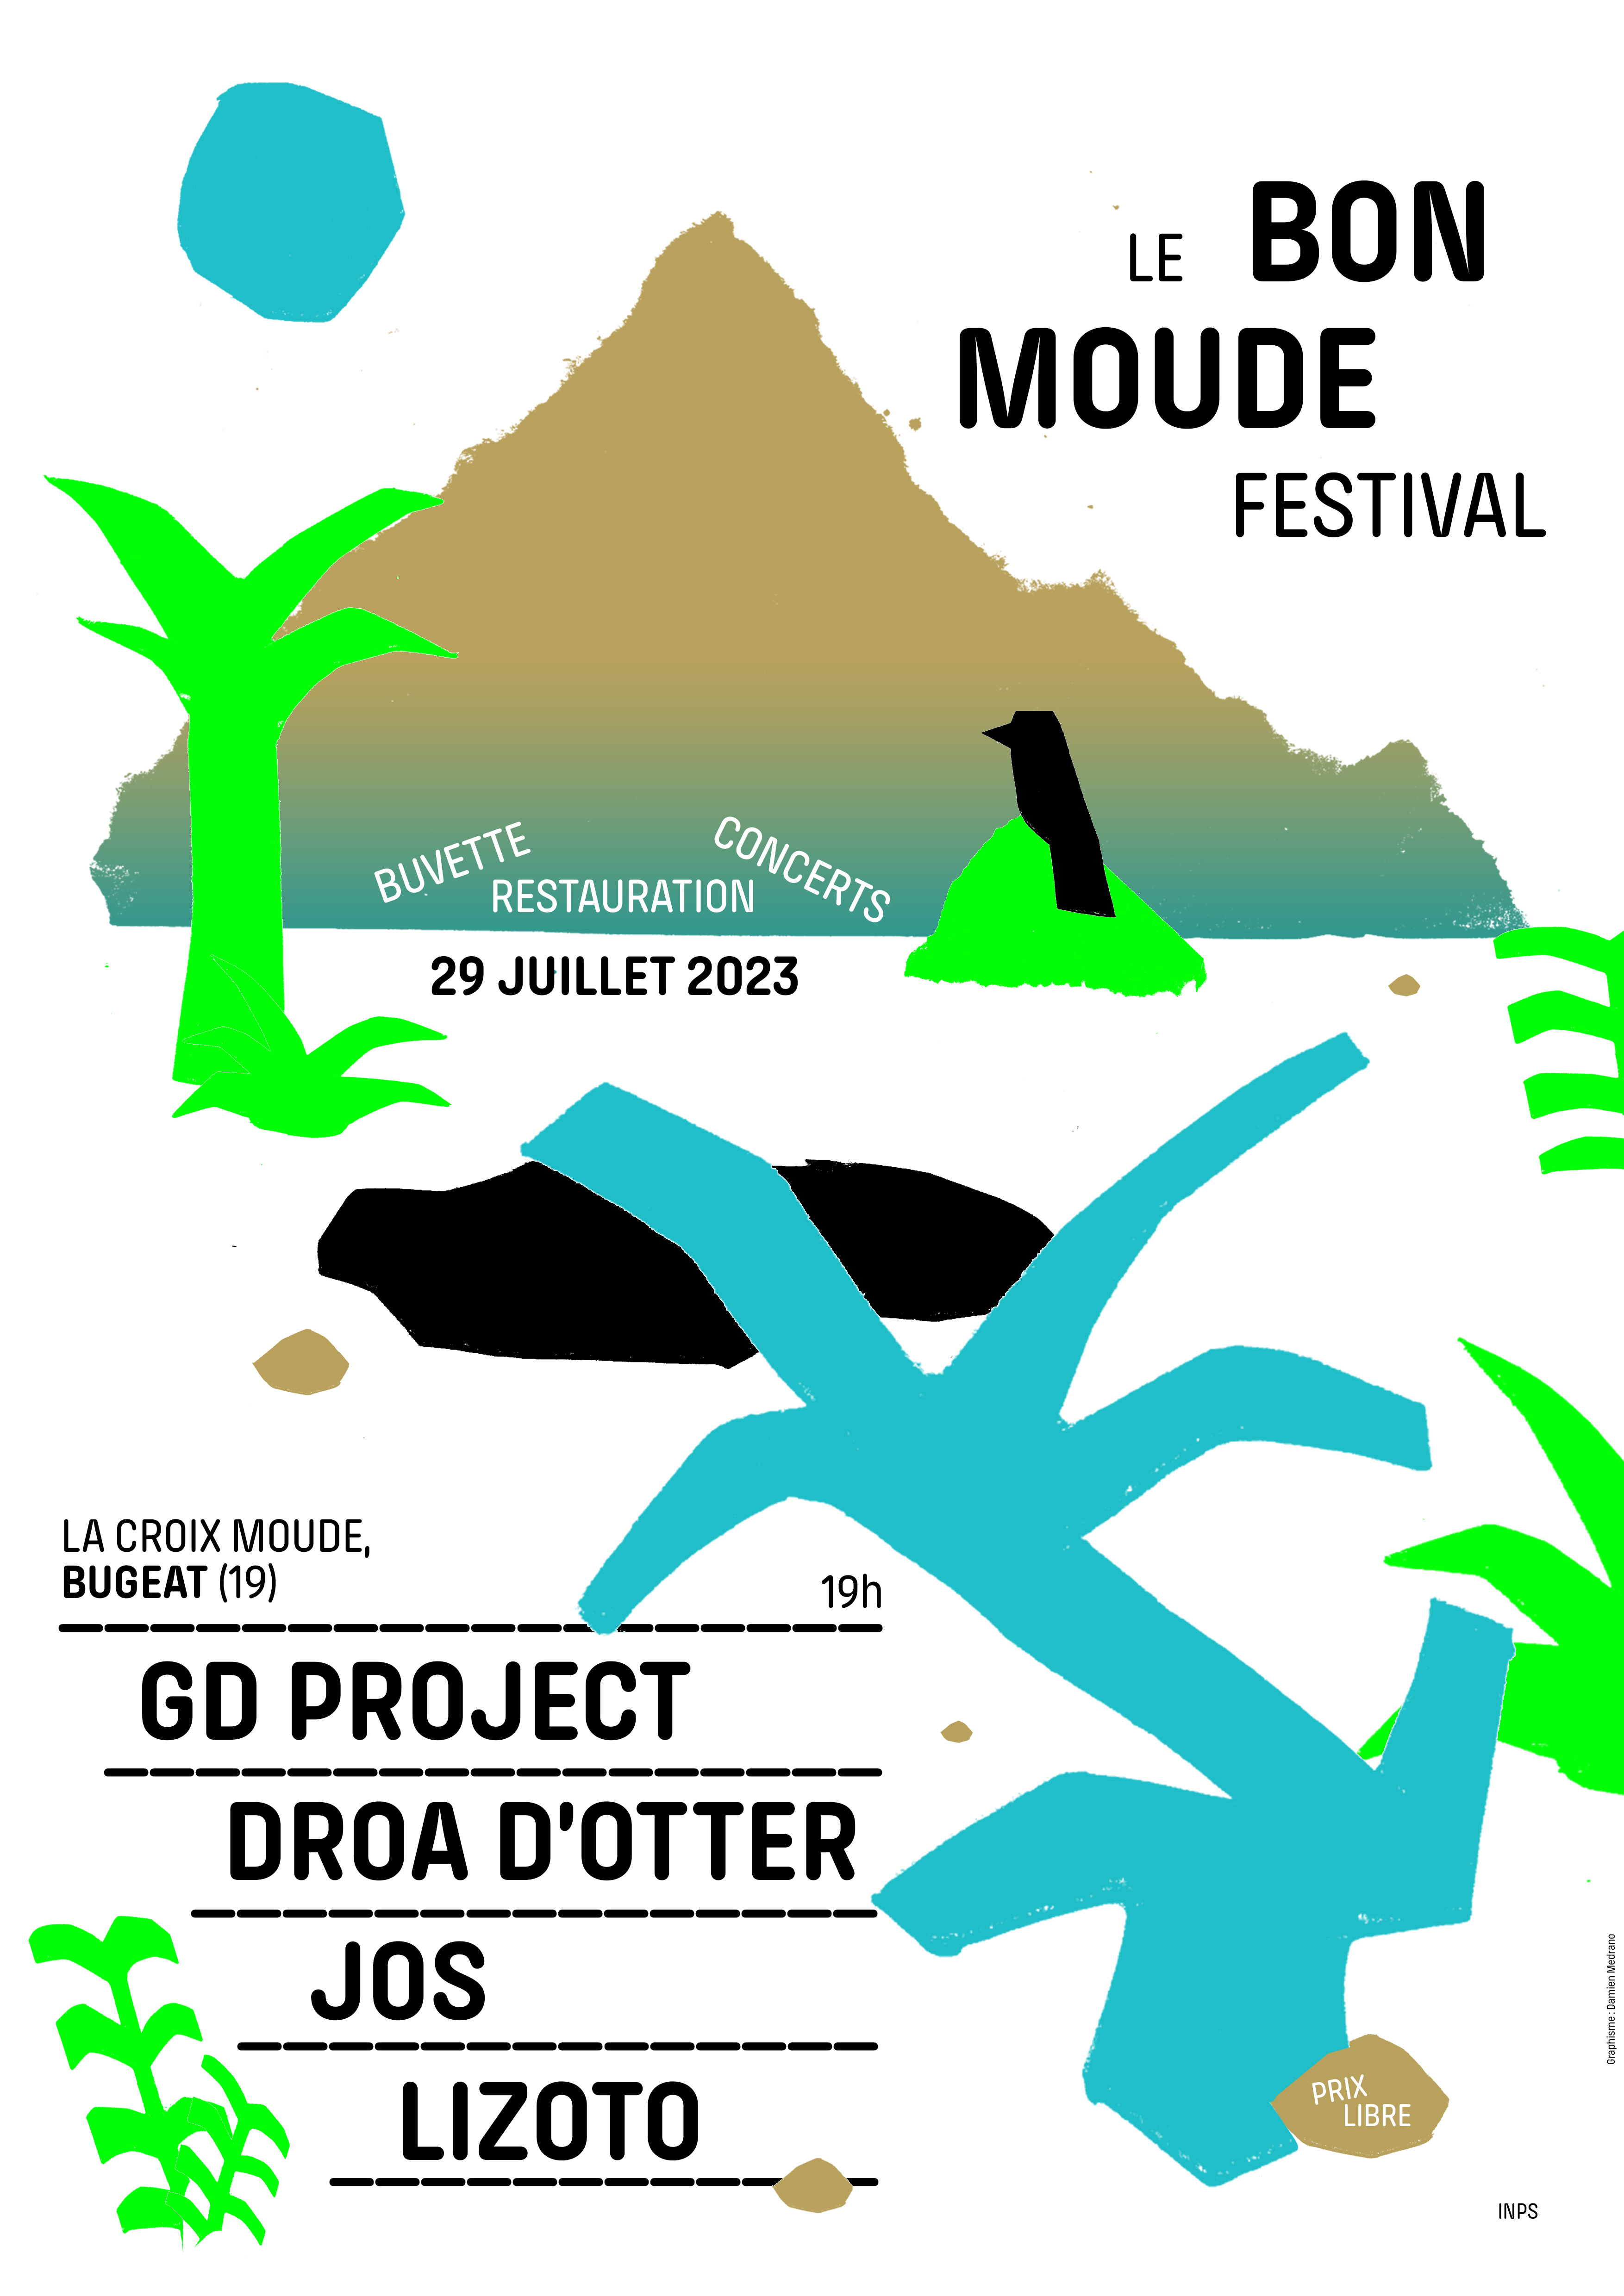 LE BON
MOUDE
FESTIVAL
BUVETTE
RESTAURATION
CONCERTS
29 JUILLET 2023
LA CROIX MOUDE,
BUGEAT (19)
19h
GD PROJECT
DROA D'OTTER
JOS
LIZOTO
PRIX
LIBRE
Graphisme : Damien Medrano
INPS